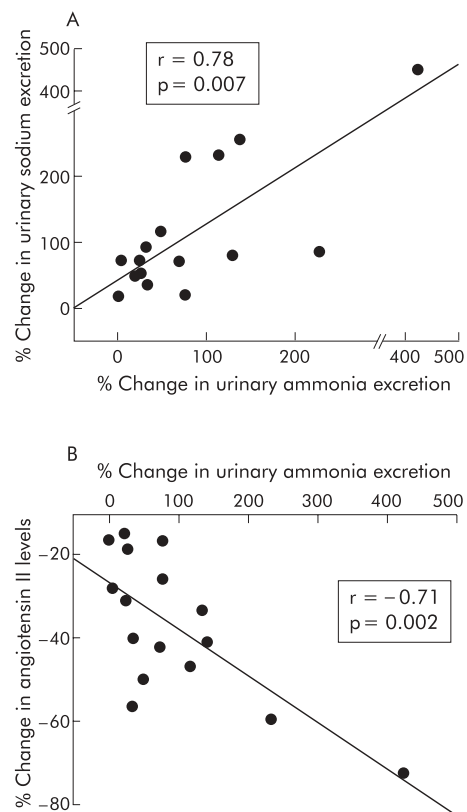 A
% Change in urinary sodium excretion
500
400
200
100
0
r = 0.78
p = 0.007
0 100 200 400 500
% Change in urinary ammonia excretion
B
% Change in urinary ammonia excretion
0 100 200 300 400 500
% Change in angiotensin II levels
−20
−40
−60
−80
r = −0.71
p = 0.002